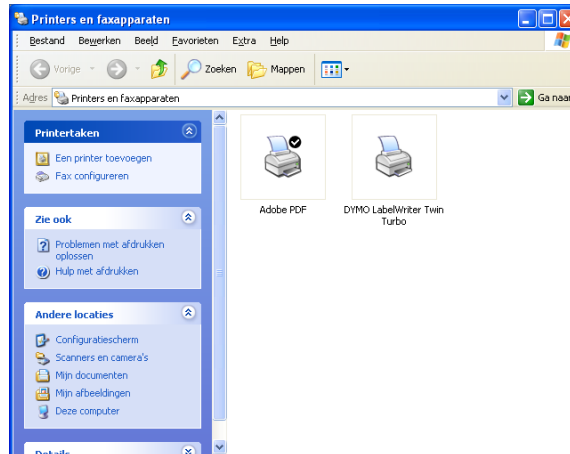 Printers en faxapparaten
Bestand Bewerken Beeld Favorieten Extra Help
Vorige Zoeken Mappen
Adres Printers en faxapparaten Ga naar
Printertaken
Een printer toevoegen
Fax configureren
Zie ook
Problemen met afdrukken
oplossen
Hulp met afdrukken
Andere locaties
Configuratiescherm
Scanners en camera's
Mijn documenten
Mijn afbeeldingen
Deze computer
Details
Adobe PDF
DYMO LabelWriter Twin
Turbo